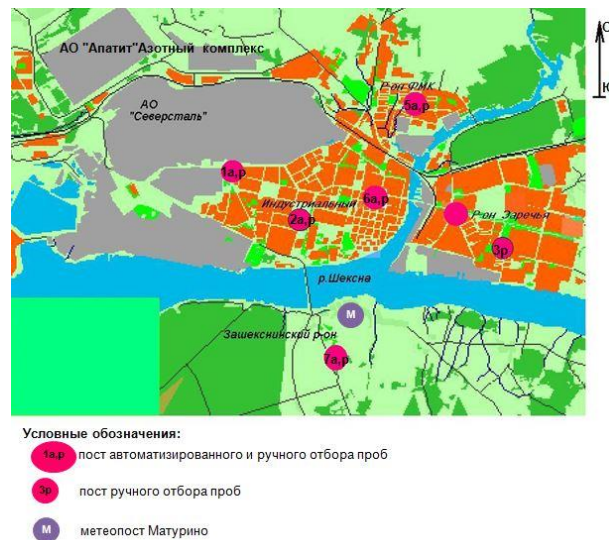 АО "Апатит"Азотный комплекс
С
Ю
АО
"Северсталь"
Р-он ФМК
5а,р
1а,р
Индустриальный
6а,р
2а,р
Р-он Заречья
3р
р.Шексна
М
Зашекснинский р-он
7а,р
Условные обозначения:
1а,р пост автоматизированного и ручного отбора проб
3р пост ручного отбора проб
М метеопост Матурино